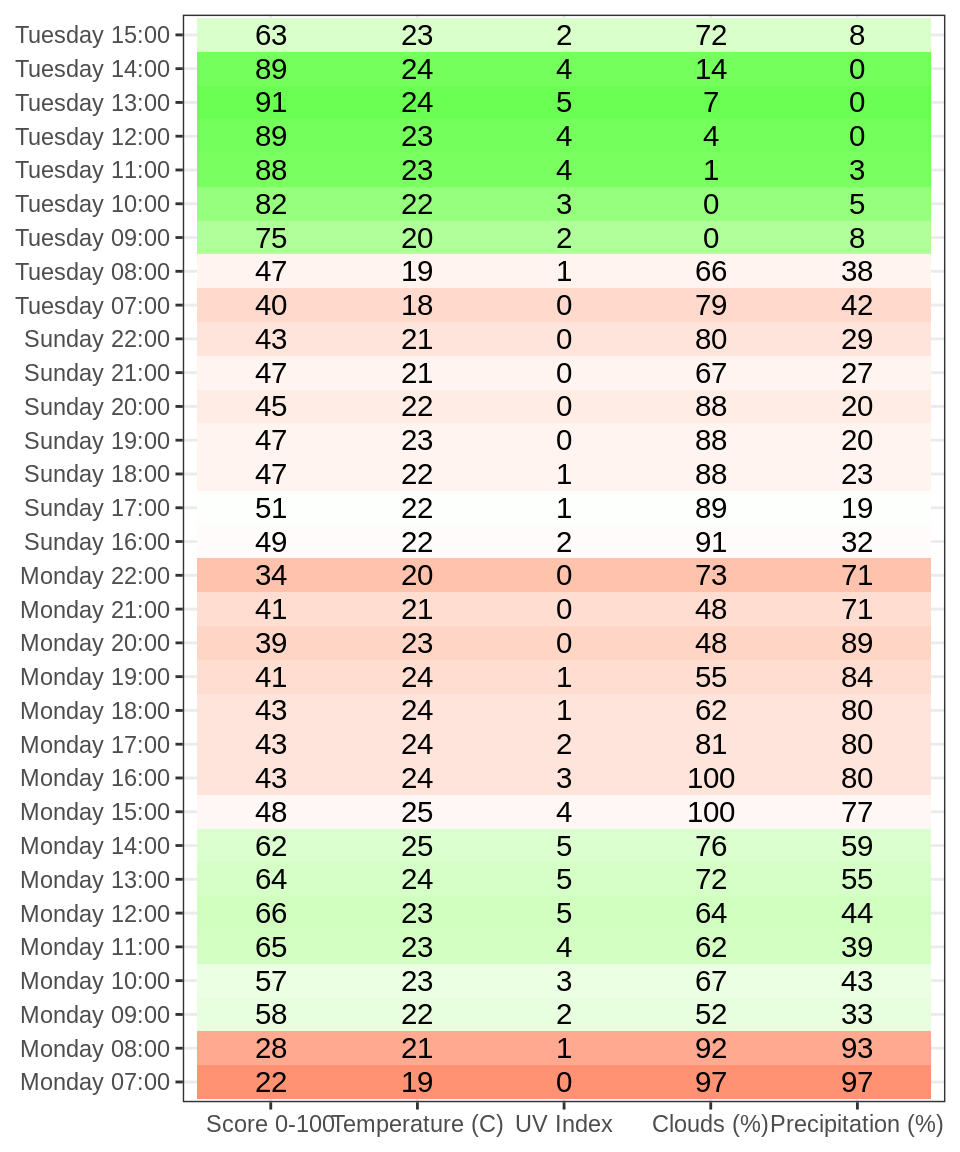 Tuesday 15:00 63 23 2 72 8
Tuesday 14:00 89 24 4 14 0
Tuesday 13:00 91 24 5 7 0
Tuesday 12:00 89 23 4 4 0
Tuesday 11:00 88 23 4 1 3
Tuesday 10:00 82 22 3 0 5
Tuesday 09:00 75 20 2 0 8
Tuesday 08:00 47 19 1 66 38
Tuesday 07:00 40 18 0 79 42
Sunday 22:00 43 21 0 80 29
Sunday 21:00 47 21 0 67 27
Sunday 20:00 45 22 0 88 20
Sunday 19:00 47 23 0 88 20
Sunday 18:00 47 22 1 88 23
Sunday 17:00 51 22 1 89 19
Sunday 16:00 49 22 2 91 32
Monday 22:00 34 20 0 73 71
Monday 21:00 41 21 0 48 71
Monday 20:00 39 23 0 48 89
Monday 19:00 41 24 1 55 84
Monday 18:00 43 24 1 62 80
Monday 17:00 43 24 2 81 80
Monday 16:00 43 24 3 100 80
Monday 15:00 48 25 4 100 77
Monday 14:00 62 25 5 76 59
Monday 13:00 64 24 5 72 55
Monday 12:00 66 23 5 64 44
Monday 11:00 65 23 4 62 39
Monday 10:00 57 23 3 67 43
Monday 09:00 58 22 2 52 33
Monday 08:00 28 21 1 92 93
Monday 07:00 22 19 0 97 97
Score 0-100 Temperature (C) UV Index Clouds (%) Precipitation (%)